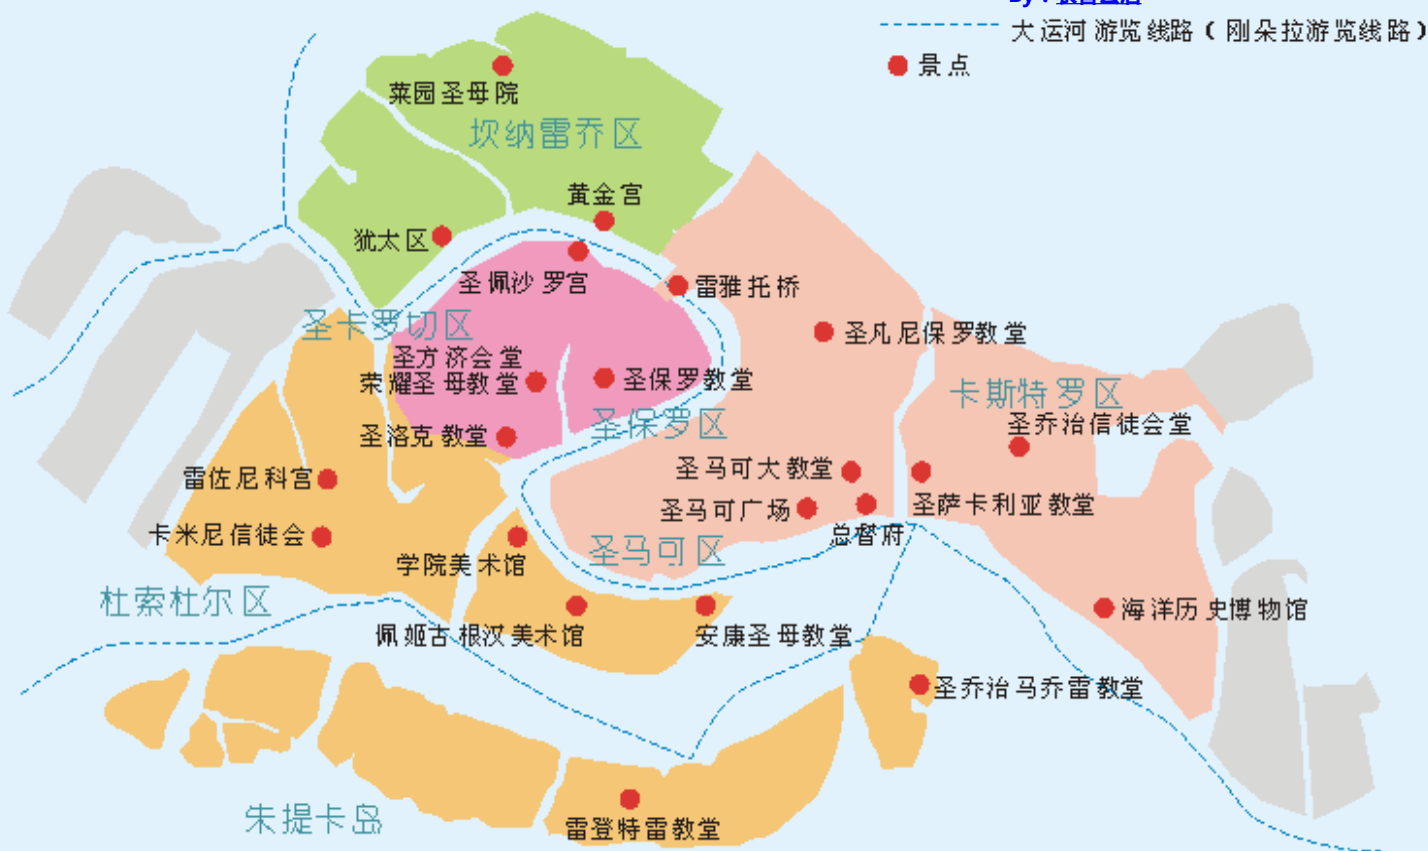 大运河游览线路（刚朵拉游览线路）
景点
菜园圣母院
坎纳雷乔区
黄金宫
犹太区
圣佩沙罗宫
雷雅托桥
圣卡罗切区
圣凡尼保罗教堂
圣方济会堂
荣耀圣母教堂
圣保罗教堂
卡斯特罗区
圣保罗区
圣乔治信徒会堂
圣洛克教堂
圣马可大教堂
雷佐尼科宫
圣马可广场
圣萨卡利亚教堂
卡米尼信徒会
总督府
学院美术馆
圣马可区
杜索杜尔区
海洋历史博物馆
佩姬古根汉美术馆
安康圣母教堂
圣乔治马乔雷教堂
朱提卡岛
雷登特雷教堂